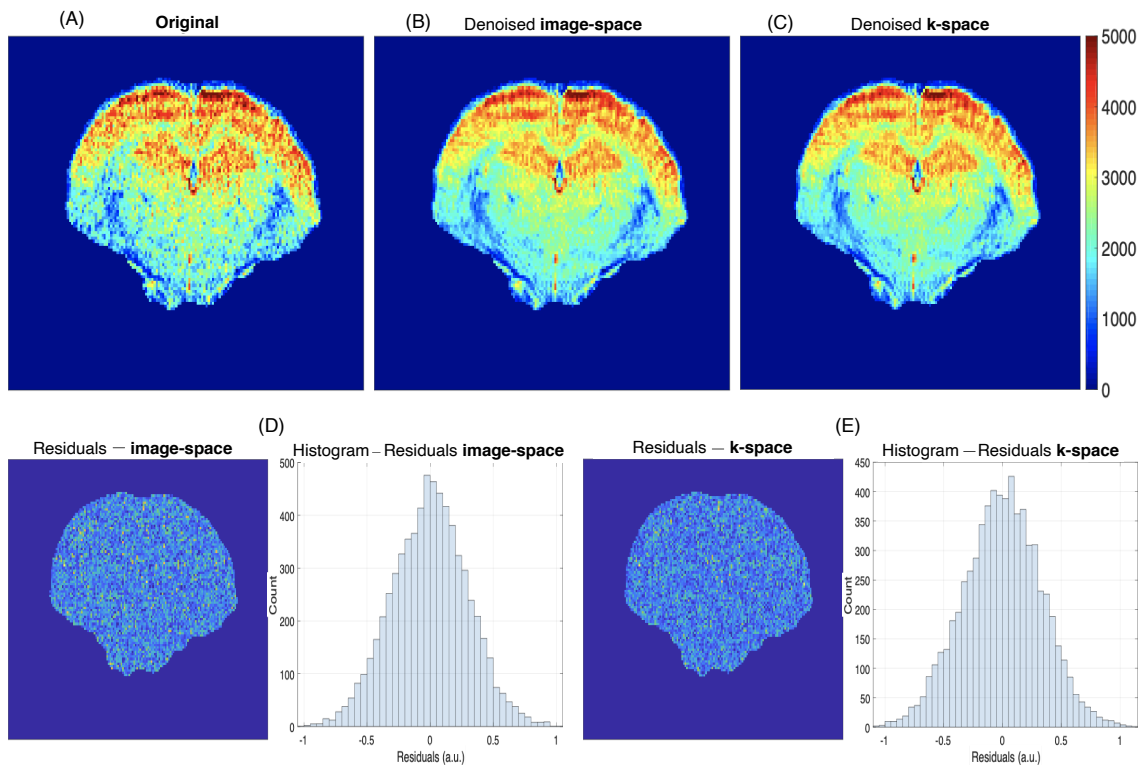 (A)
Original
(B)
Denoised image-space
(C)
Denoised k-space
5000
4000
3000
2000
1000
0
(D)
Residuals — image-space
Histogram – Residuals image-space
500
400
300
200
100
0
Count
-1
-0.5
0
0.5
1
Residuals (a.u.)
(E)
Residuals — k-space
Histogram – Residuals k-space
450
400
350
300
250
200
150
100
50
0
Count
-1
-0.5
0
0.5
1
Residuals (a.u.)